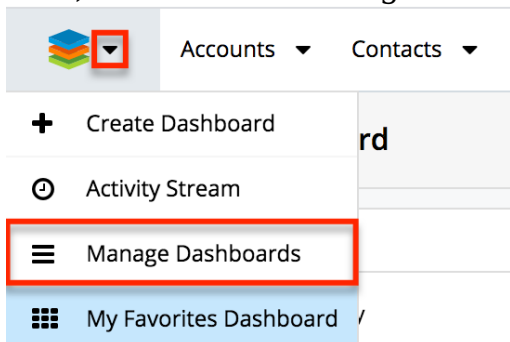 Accounts Contacts
Create Dashboard
rd
Activity Stream
Manage Dashboards
My Favorites Dashboard